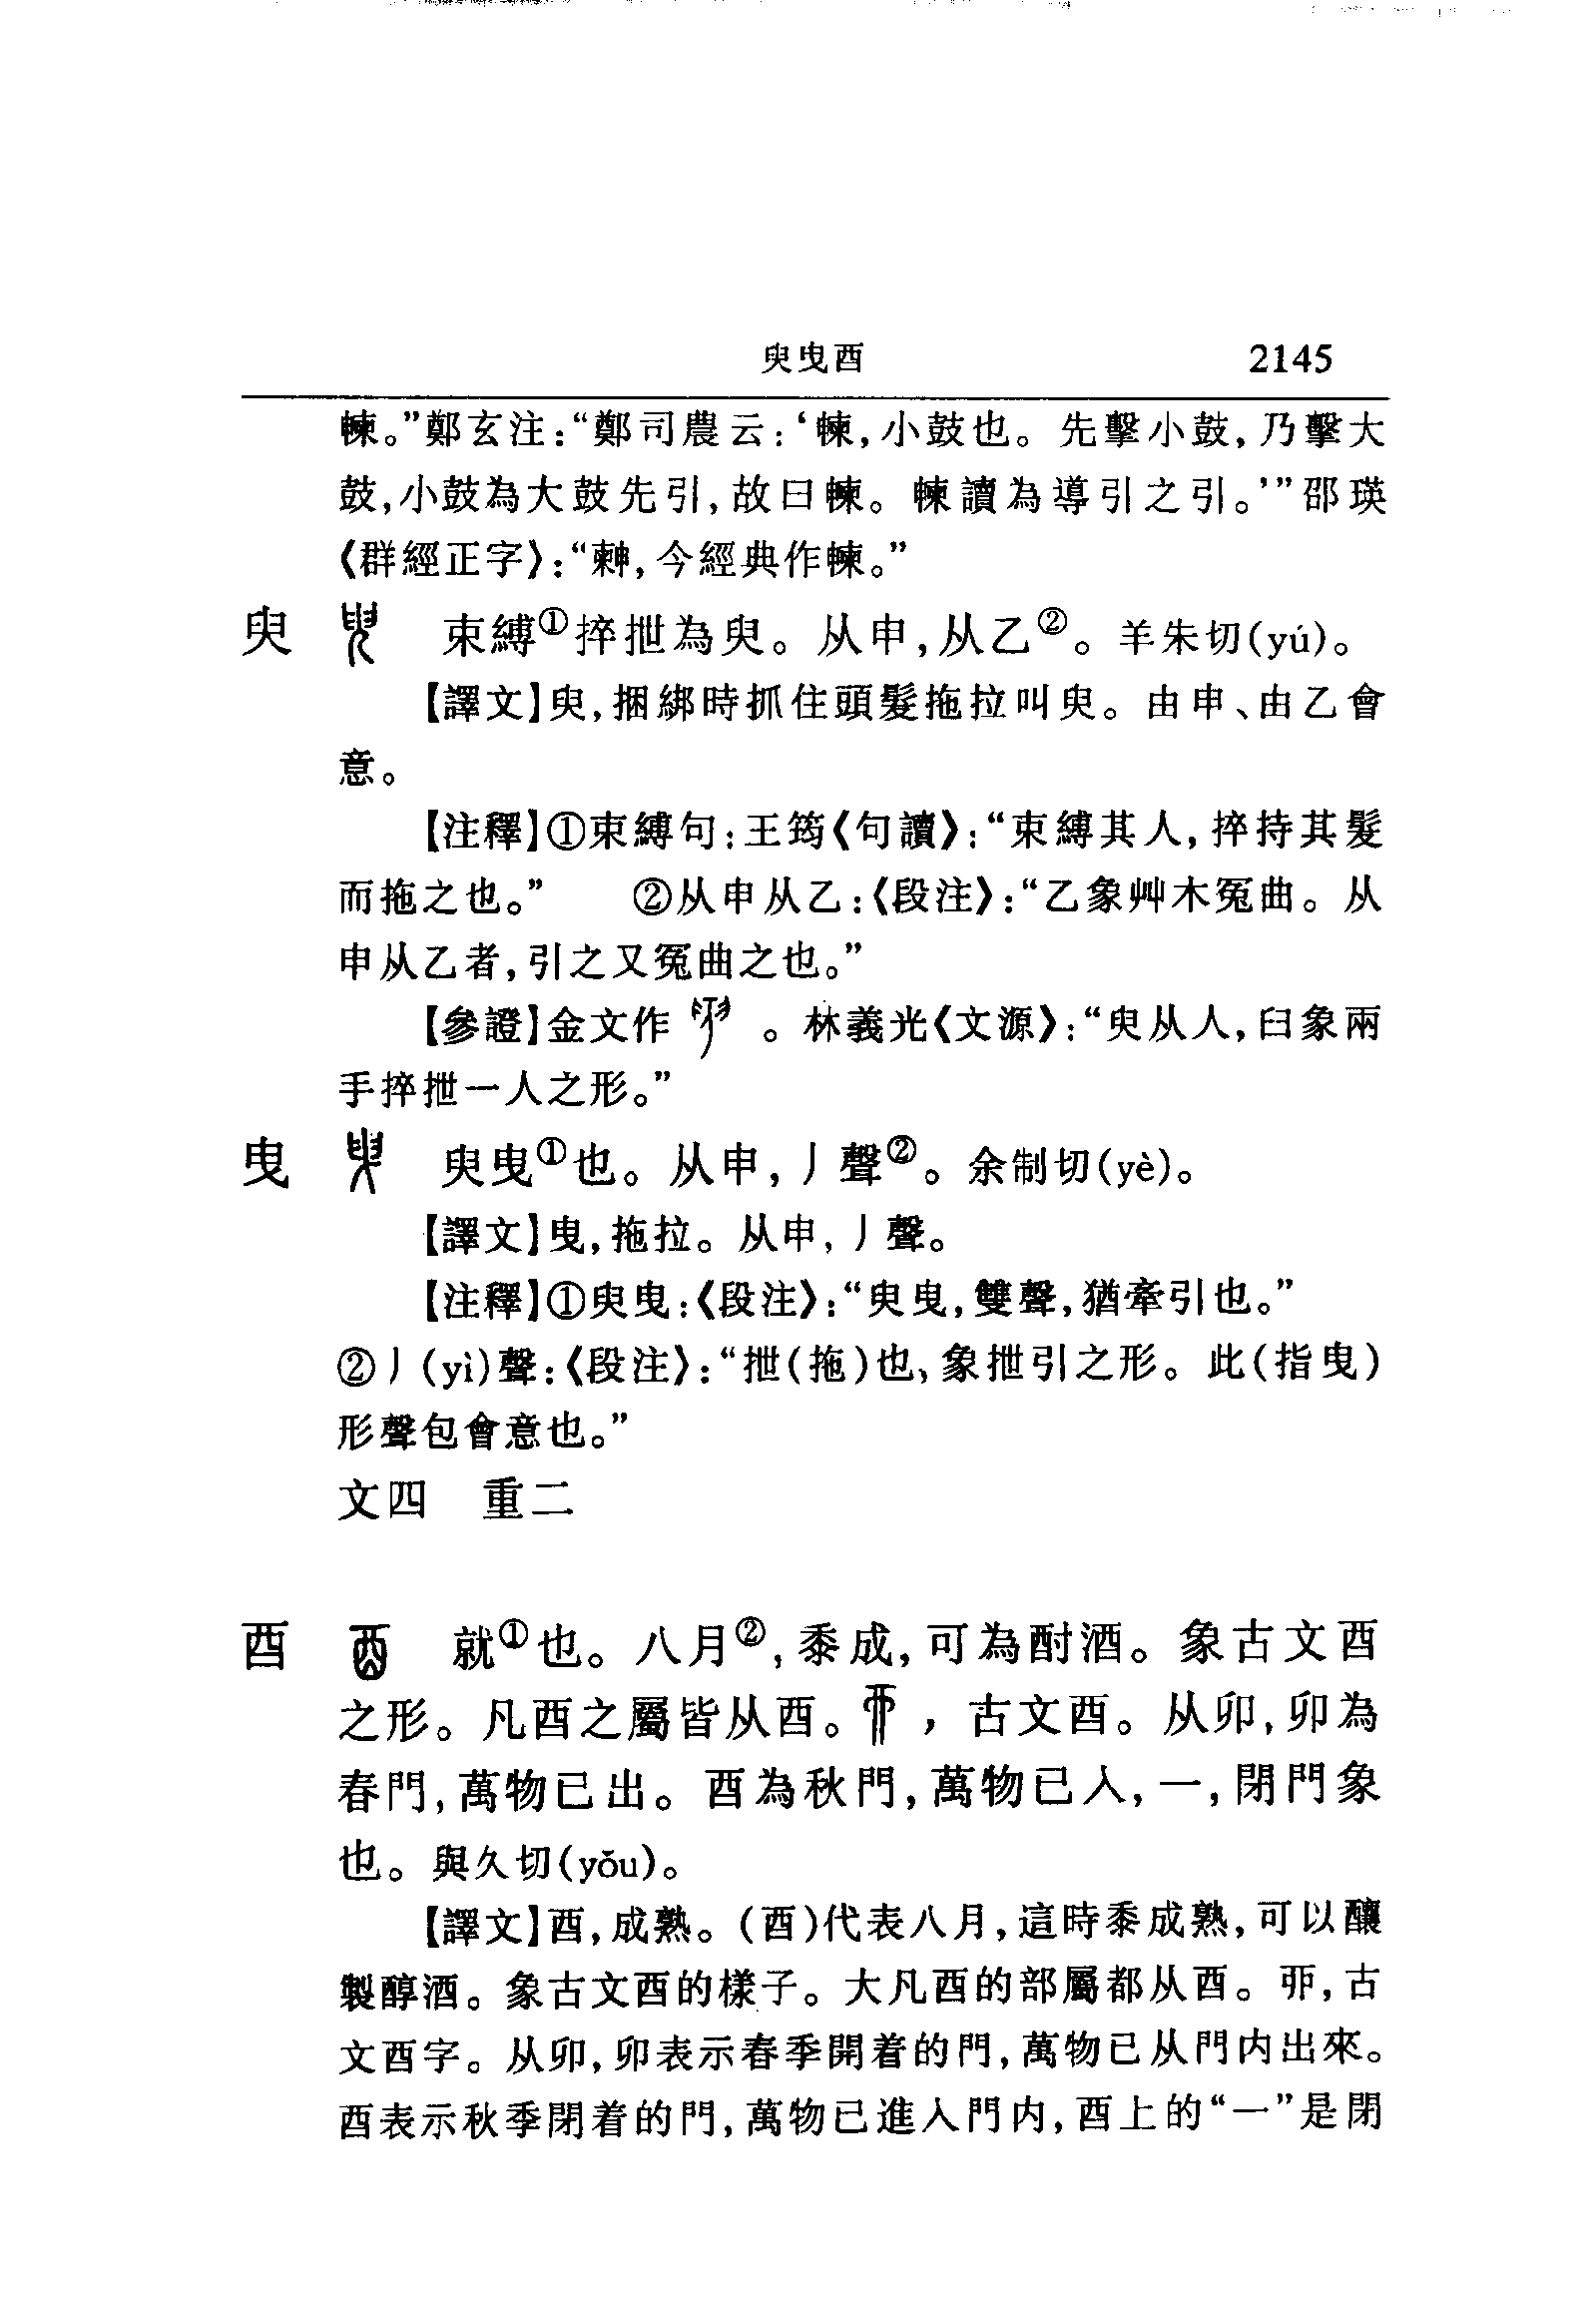 臾曳酉 2145
𣌾。”鄭玄注:“鄭司農云:‘𣌾,小鼓也。先擊小鼓,乃擊大
鼓,小鼓為大鼓先引,故曰𣌾。𣌾讀為導引之引。’”邵瑛
《群經正字》:“𣌾,今經典作𣌾。”
臾 束縛①捽抴為臾。从申,从乙②。羊朱切(yú)。
【譯文】臾,捆綁時抓住頭髮拖拉叫臾。由申、由乙會
意。
【注釋】①束縛句:王筠《句讀》:“束縛其人,捽持其髮
而拖之也。” ②从申从乙:《段注》:“乙象艸木冤曲。从
申从乙者,引之又冤曲之也。”
【參證】金文作 。林義光《文源》:“臾从人,臼象兩
手捽抴一人之形。”
曳 臾曳①也。从申,丿聲②。余制切(yè)。
【譯文】曳,拖拉。从申,丿聲。
【注釋】①臾曳:《段注》:“臾曳,雙聲,猶牽引也。”
②丿(yì)聲:《段注》:“抴(拖)也,象抴引之形。此(指曳)
形聲包會意也。”
文四 重二
酉 就①也。八月②,黍成,可為酎酒。象古文酉
之形。凡酉之屬皆从酉。 ,古文酉。从卯,卯為
春門,萬物已出。酉為秋門,萬物已入,一,閉門象
也。與久切(yǒu)。
【譯文】酉,成熟。(酉)代表八月,這時黍成熟,可以釀
製醇酒。象古文酉的樣子。大凡酉的部屬都从酉。丣,古
文酉字。从卯,卯表示春季開着的門,萬物已从門内出來。
酉表示秋季閉着的門,萬物已進入門内,酉上的“一”是閉